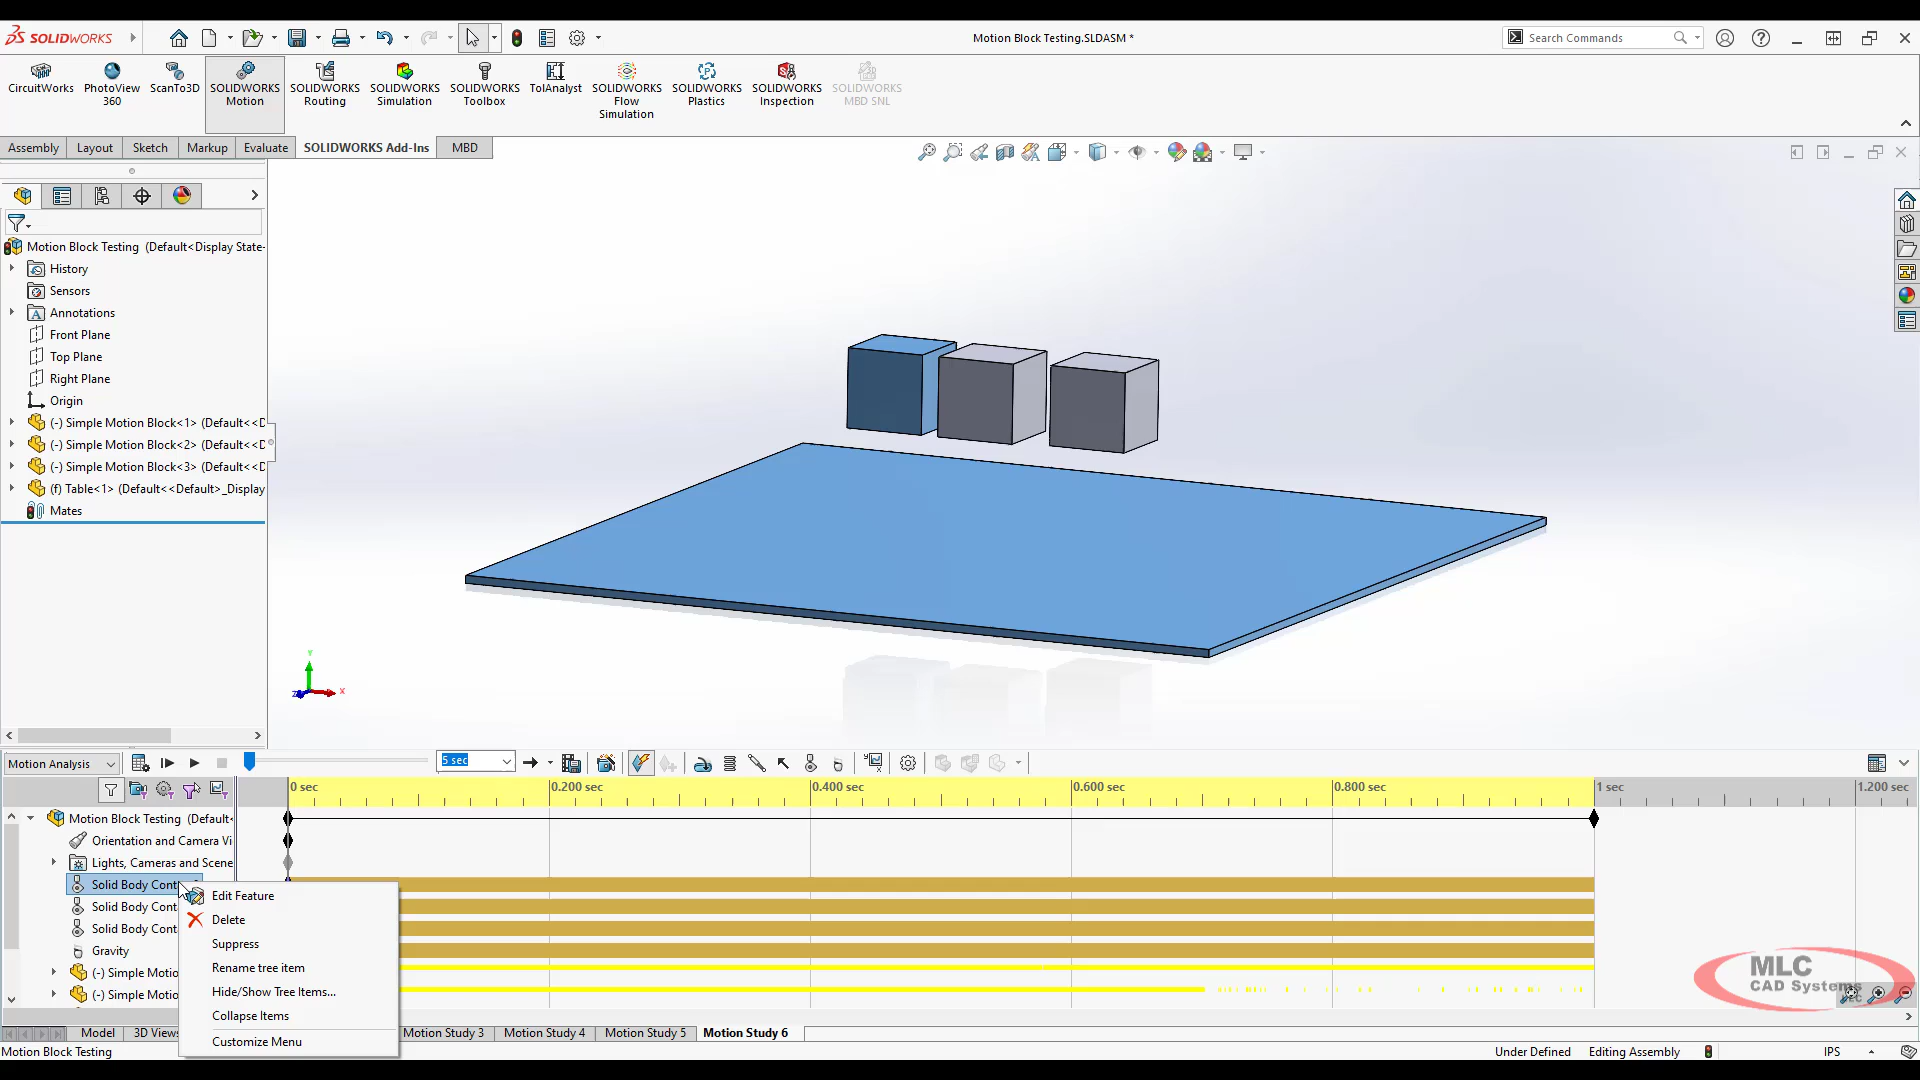 SOLIDWORKS
Motion Block Testing.SLDASM *
Search Commands
CircuitWorks
PhotoView
360
ScanTo3D
SOLIDWORKS
Motion
SOLIDWORKS
Routing
SOLIDWORKS
Simulation
SOLIDWORKS
Toolbox
TolAnalyst
SOLIDWORKS
Flow
Simulation
SOLIDWORKS
Plastics
SOLIDWORKS
Inspection
SOLIDWORKS
MBD SNL
Assembly
Layout
Sketch
Markup
Evaluate
SOLIDWORKS Add-Ins
MBD
Motion Block Testing (Default<Display State-
History
Sensors
Annotations
Front Plane
Top Plane
Right Plane
Origin
(-) Simple Motion Block<1> (Default<<D
(-) Simple Motion Block<2> (Default<<D
(-) Simple Motion Block<3> (Default<<D
(f) Table<1> (Default<<Default>_Display
Mates
Y
X
Z
Motion Analysis
5 sec
0 sec
0.200 sec
0.400 sec
0.600 sec
0.800 sec
1 sec
1.200 sec
Motion Block Testing (Default<
Orientation and Camera Vi
Lights, Cameras and Scene
Solid Body Cont
Solid Body Cont
Solid Body Cont
Gravity
(-) Simple Motio
(-) Simple Motio
Edit Feature
Delete
Suppress
Rename tree item
Hide/Show Tree Items...
Collapse Items
Customize Menu
MLC
CAD Systems
LLC
Model
3D Views
Motion Study 3
Motion Study 4
Motion Study 5
Motion Study 6
Motion Block Testing
Under Defined
Editing Assembly
IPS